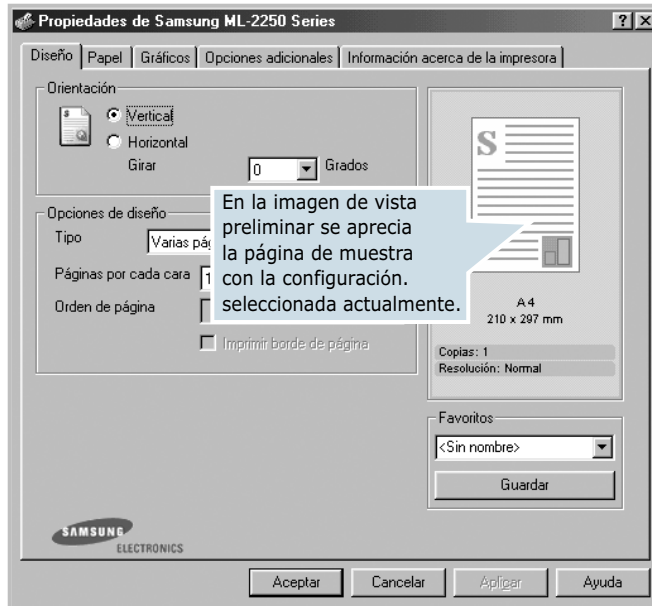 Propiedades de Samsung ML-2250 Series
Diseño Papel Gráficos Opciones adicionales Información acerca de la impresora
Orientación
Vertical
Horizontal
Girar 0 Grados
Opciones de diseño
Tipo Varias
Páginas por cada cara 1
Orden de página
Imprimir borde de página
En la imagen de vista
preliminar se aprecia
la página de muestra
con la configuración.
seleccionada actualmente.
S
A4
210 x 297 mm
Copias: 1
Resolución: Normal
Favoritos
<Sin nombre>
Guardar
SAMSUNG
ELECTRONICS
Aceptar Cancelar Aplicar Ayuda